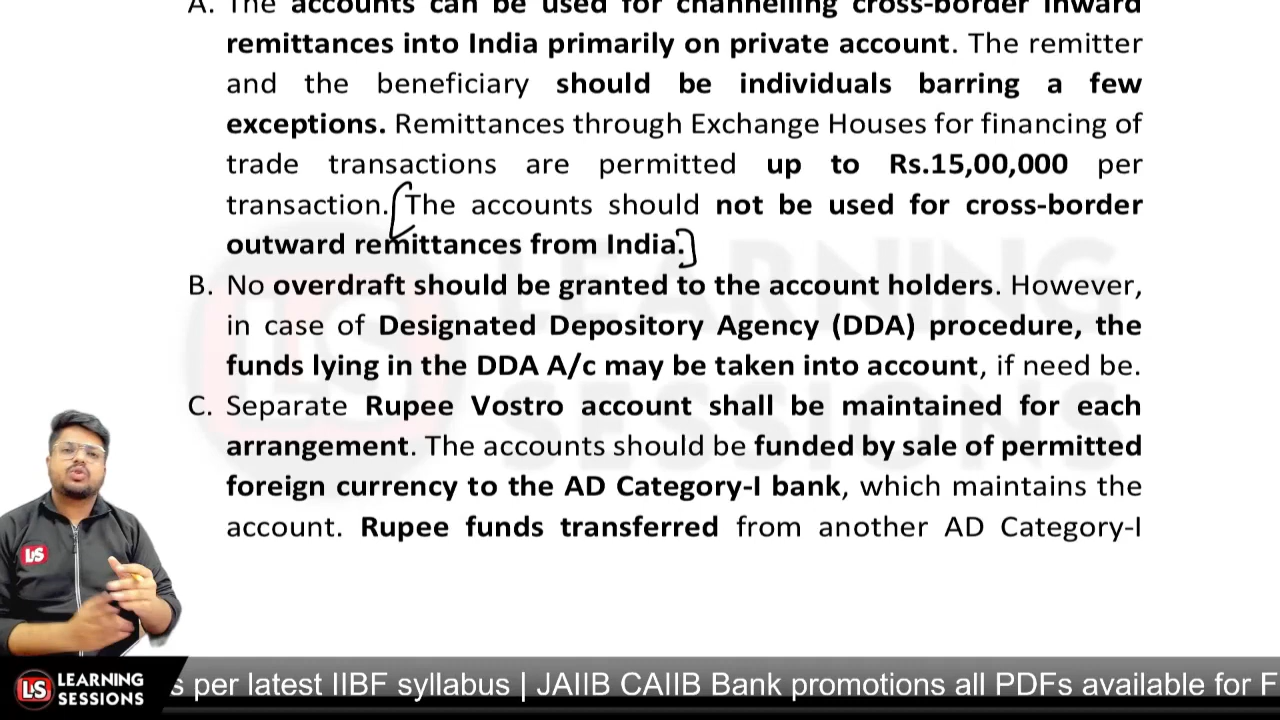 A. The accounts can be used for channelling cross-border inward
remittances into India primarily on private account. The remitter
and the beneficiary should be individuals barring a few
exceptions. Remittances through Exchange Houses for financing of
trade transactions are permitted up to Rs.15,00,000 per
transaction. The accounts should not be used for cross-border
outward remittances from India.
B. No overdraft should be granted to the account holders. However,
in case of Designated Depository Agency (DDA) procedure, the
funds lying in the DDA A/c may be taken into account, if need be.
C. Separate Rupee Vostro account shall be maintained for each
arrangement. The accounts should be funded by sale of permitted
foreign currency to the AD Category-I bank, which maintains the
account. Rupee funds transferred from another AD Category-I
LS
LEARNING
SESSIONS
LS
LS
LEARNING
SESSIONS
s per latest IIBF syllabus | JAIIB CAIIB Bank promotions all PDFs available for F